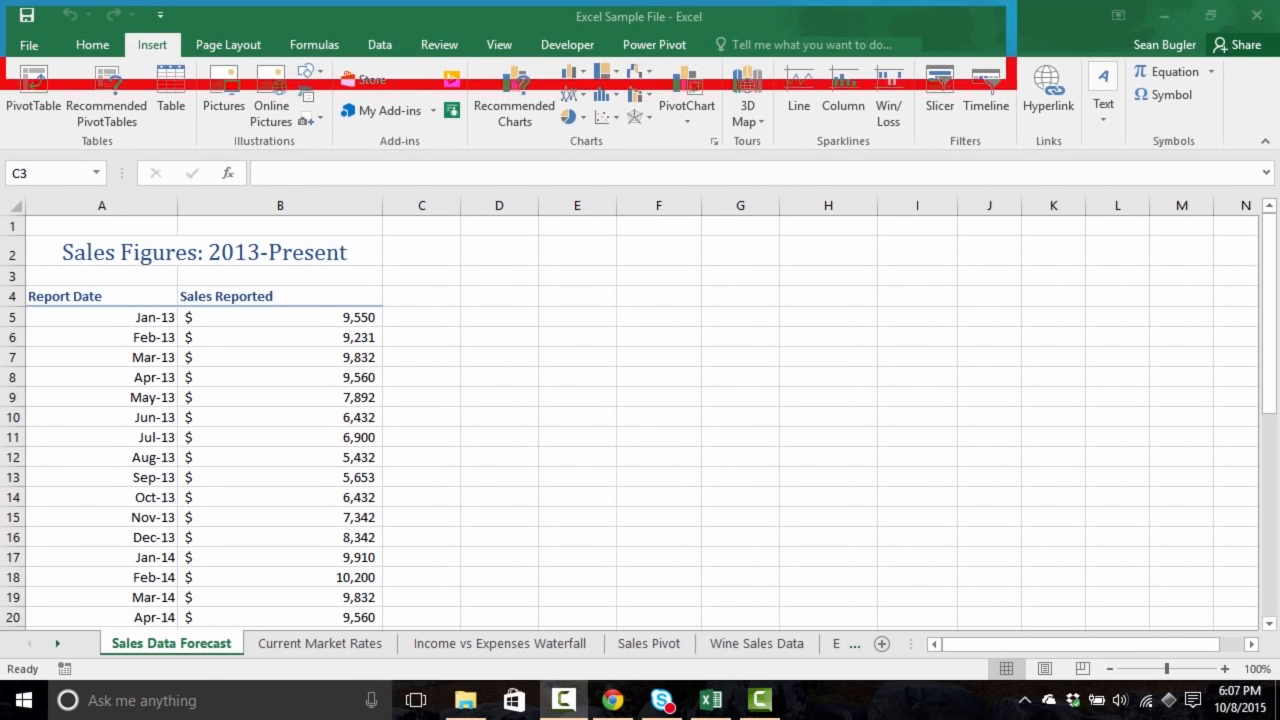 Excel Sample File - Excel
File Home Insert Page Layout Formulas Data Review View Developer Power Pivot Tell me what you want to do... Sean Bugler Share
Store
PivotTable Recommended PivotTables Table Pictures Online Pictures My Add-ins Recommended Charts PivotChart 3D Map Line Column Win/Loss Slicer Timeline Hyperlink Text Equation Symbol
Tables Illustrations Add-ins Charts Tours Sparklines Filters Links Symbols
C3 fx
A B C D E F G H I J K L M N
1
2 Sales Figures: 2013-Present
3
4 Report Date Sales Reported
5 Jan-13 $ 9,550
6 Feb-13 $ 9,231
7 Mar-13 $ 9,832
8 Apr-13 $ 9,560
9 May-13 $ 7,892
10 Jun-13 $ 6,432
11 Jul-13 $ 6,900
12 Aug-13 $ 5,432
13 Sep-13 $ 5,653
14 Oct-13 $ 6,432
15 Nov-13 $ 7,342
16 Dec-13 $ 8,342
17 Jan-14 $ 9,910
18 Feb-14 $ 10,200
19 Mar-14 $ 9,832
20 Apr-14 $ 9,560
Sales Data Forecast Current Market Rates Income vs Expenses Waterfall Sales Pivot Wine Sales Data E ...
Ready 100%
Ask me anything 6:07 PM
10/8/2015